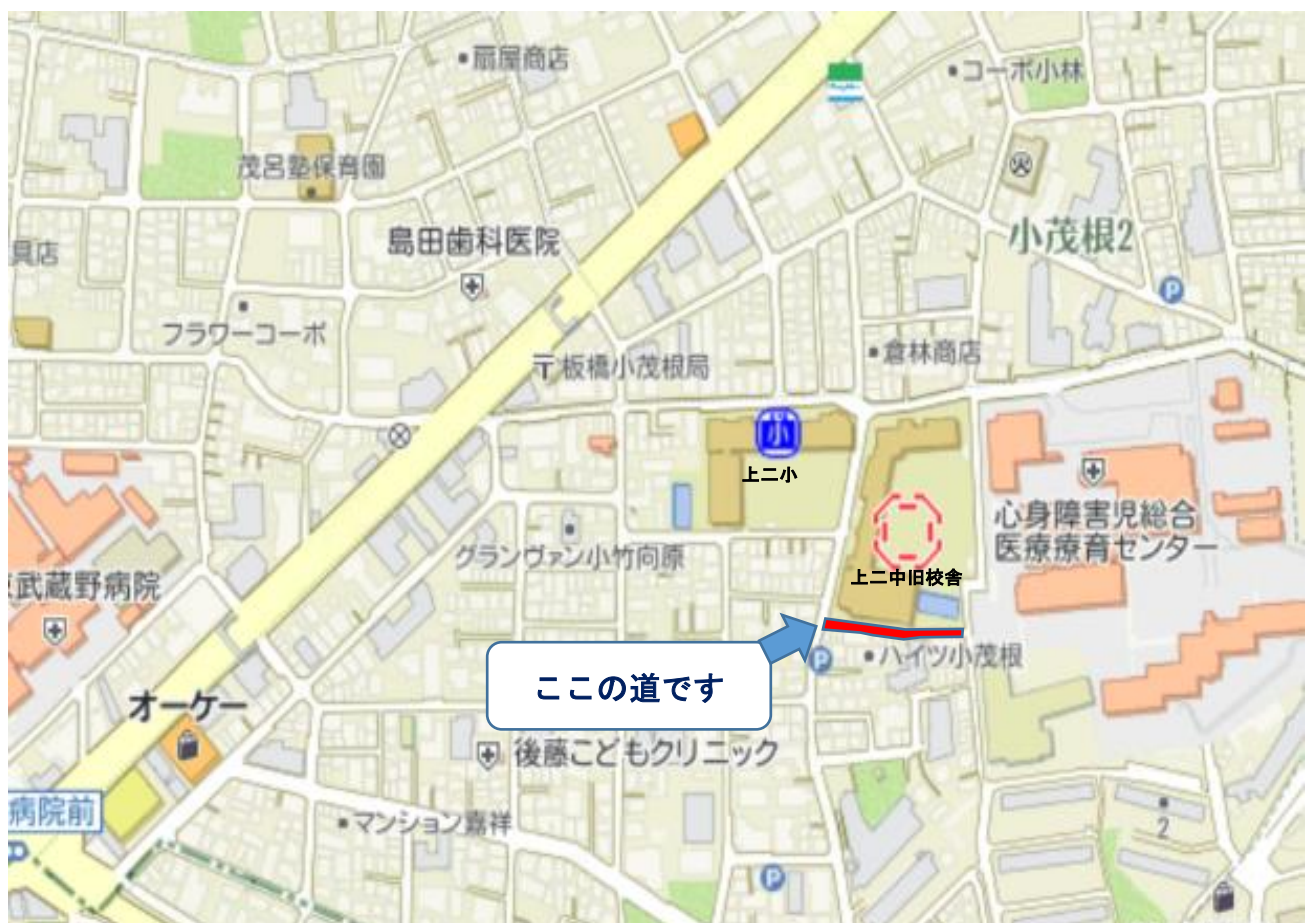 扇屋商店
コーポ小林
茂呂塾保育園
島田歯科医院
小茂根2
具店
P
フラワーコーポ
〒板橋小茂根局
倉林商店
小
上二小
心身障害児総合
医療療育センター
グランヴァン小竹向原
上二中旧校舎
武蔵野病院
ここの道です
P
ハイツ小茂根
オーケー
後藤こどもクリニック
病院前
マンション嘉祥
2
P